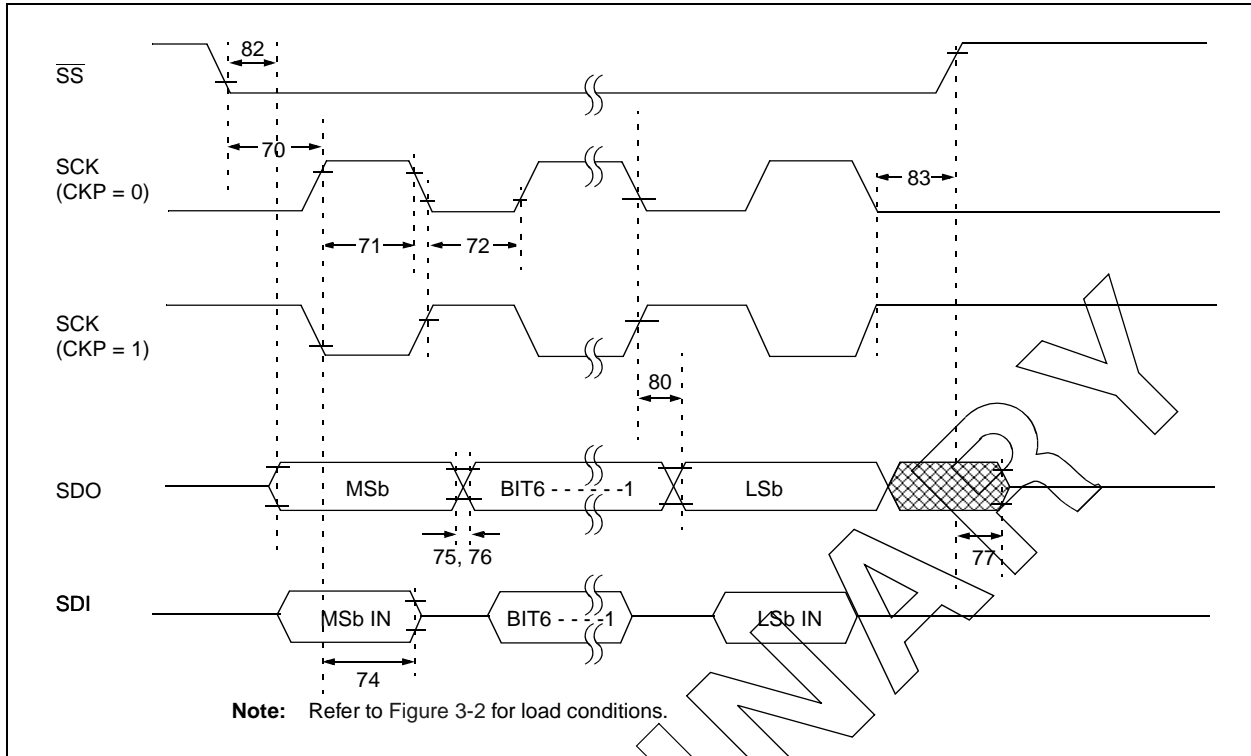 82
SS
70
SCK
(CKP = 0)
83
71
72
SCK
(CKP = 1)
80
SDO
MSb
BIT6 - - - - - -1
LSb
75, 76
77
SDI
MSb IN
BIT6 - - - -1
LSb IN
74
Note: Refer to Figure 3-2 for load conditions.
INARY